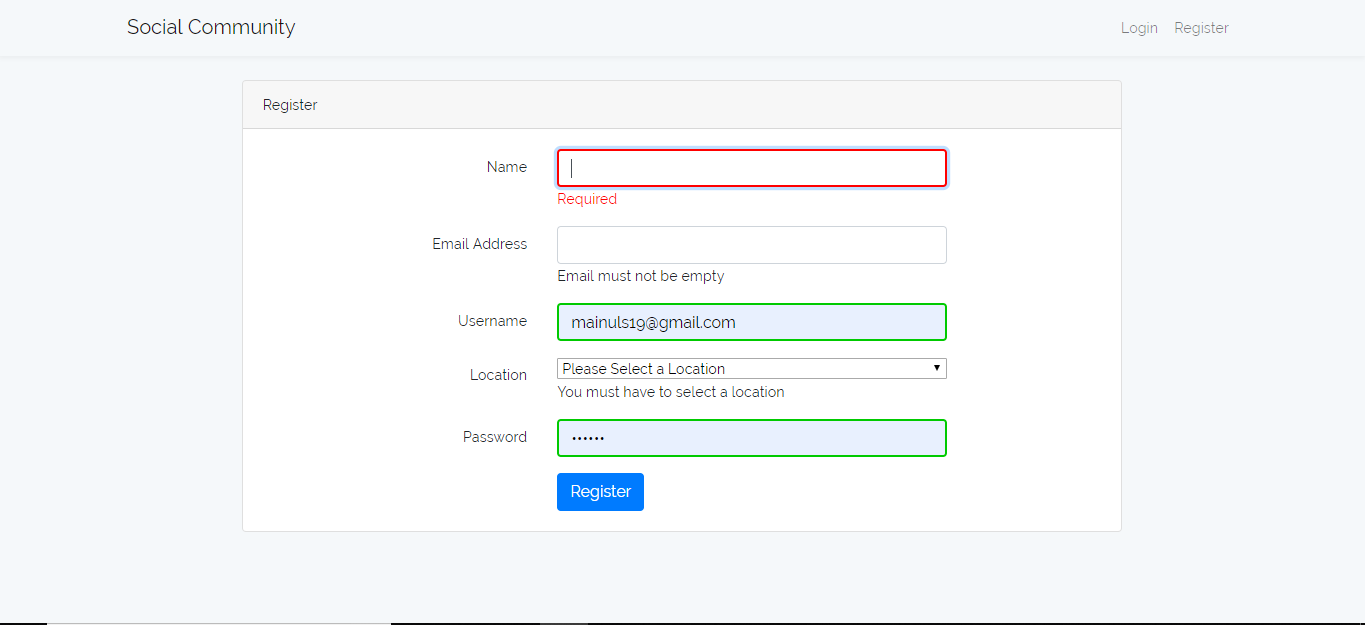 Social Community
Login Register
Register
Name
Required
Email Address
Email must not be empty
Username mainuls19@gmail.com
Location Please Select a Location
You must have to select a location
Password ••••••
Register